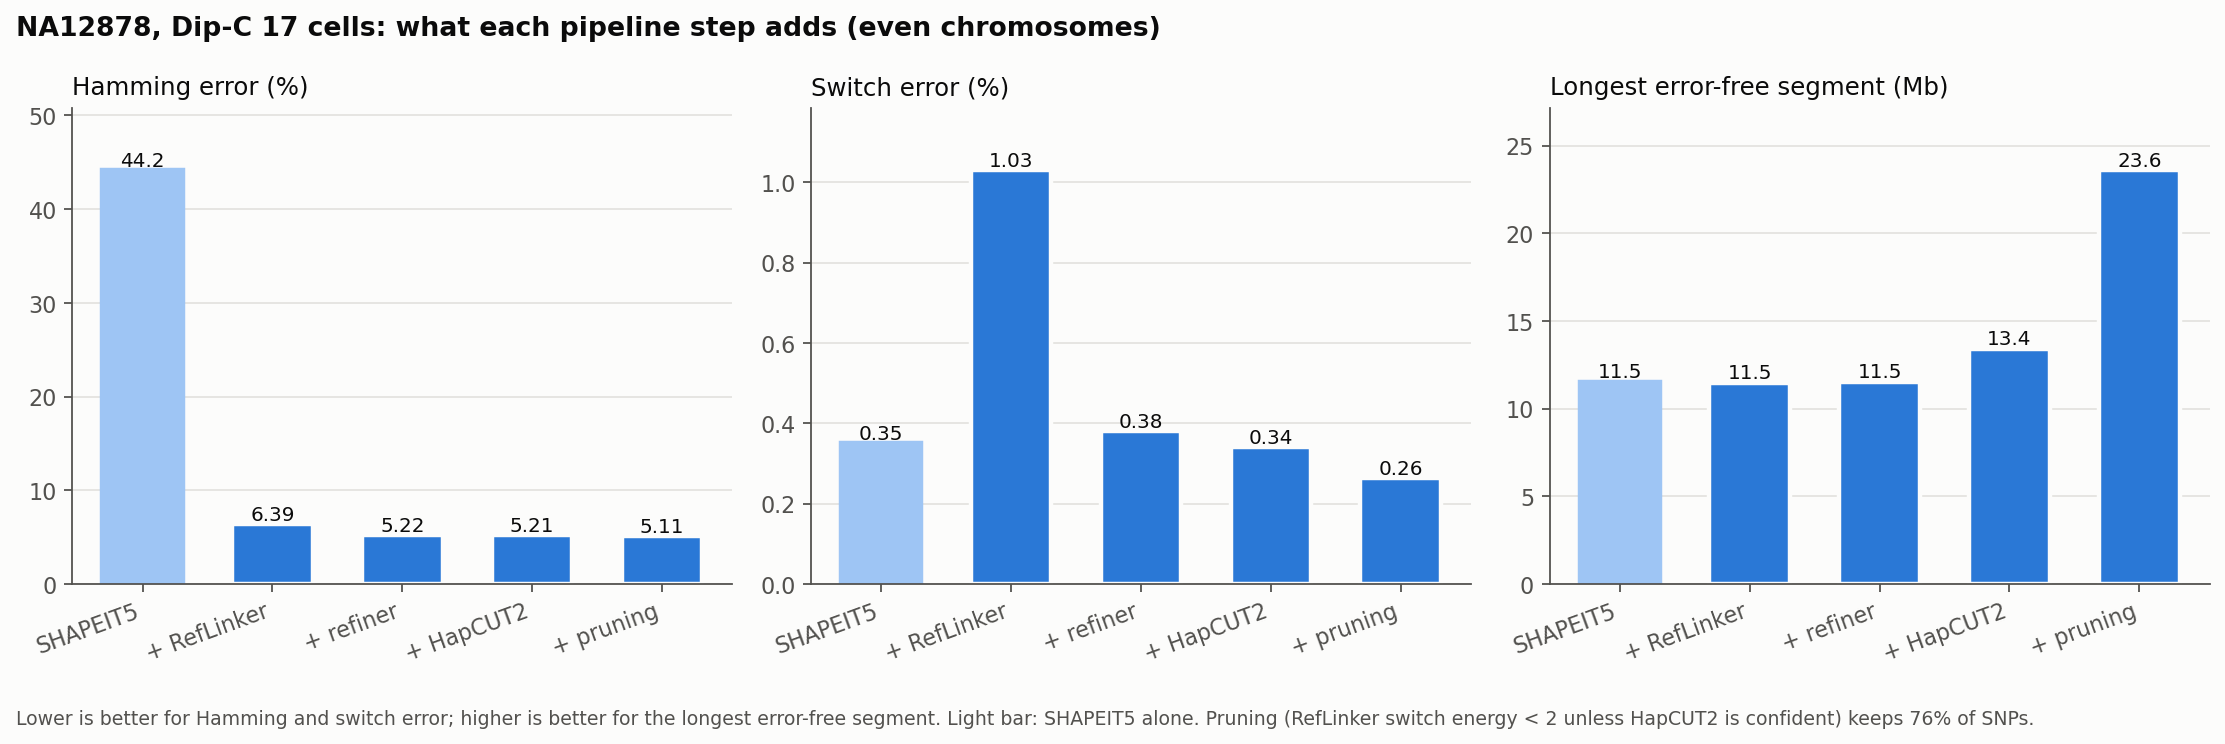 NA12878, Dip-C 17 cells: what each pipeline step adds (even chromosomes)
Hamming error (%)
50
40
30
20
10
0
44.2
6.39
5.22
5.21
5.11
SHAPEIT5
+ RefLinker
+ refiner
+ HapCUT2
+ pruning
Switch error (%)
1.0
0.8
0.6
0.4
0.2
0.0
0.35
1.03
0.38
0.34
0.26
SHAPEIT5
+ RefLinker
+ refiner
+ HapCUT2
+ pruning
Longest error-free segment (Mb)
25
20
15
10
5
0
11.5
11.5
11.5
13.4
23.6
SHAPEIT5
+ RefLinker
+ refiner
+ HapCUT2
+ pruning
Lower is better for Hamming and switch error; higher is better for the longest error-free segment. Light bar: SHAPEIT5 alone. Pruning (RefLinker switch energy < 2 unless HapCUT2 is confident) keeps 76% of SNPs.